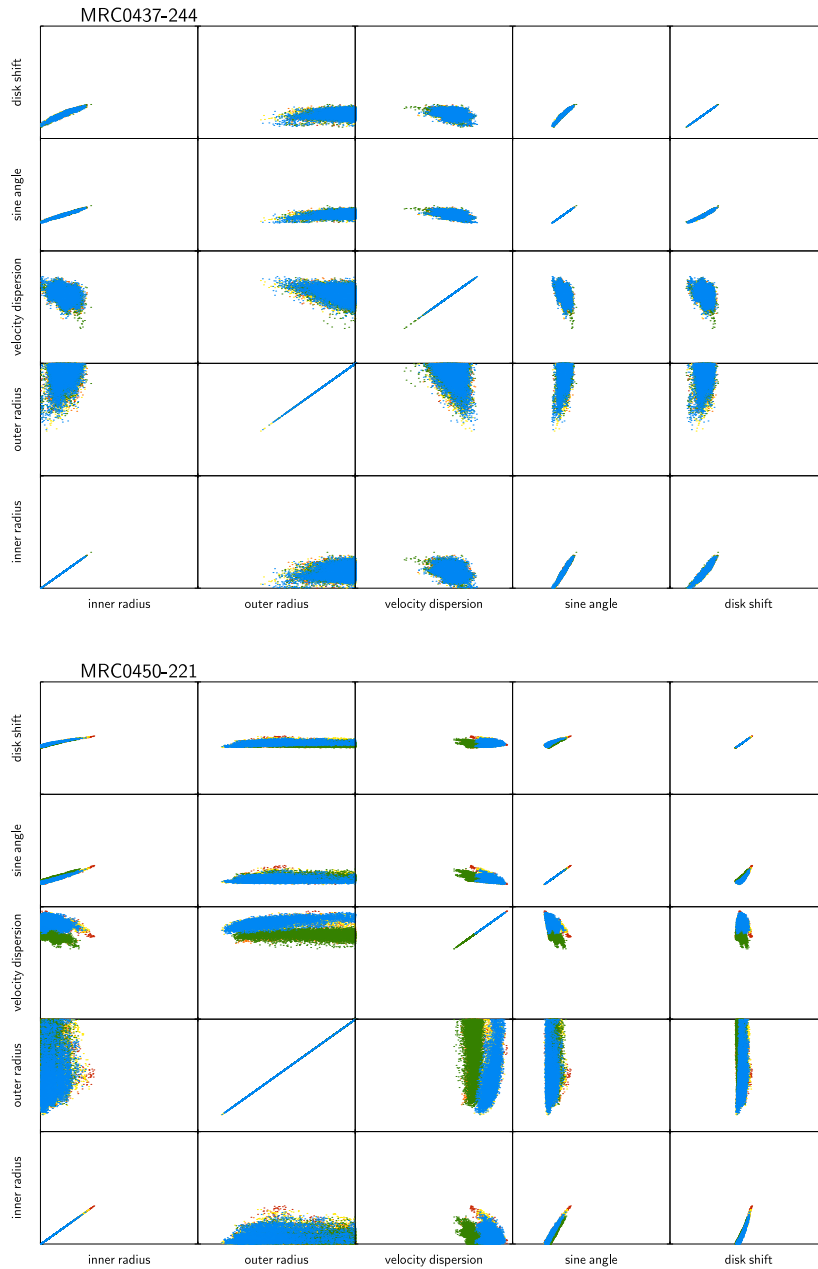 MRC0437-244
disk shift
sine angle
velocity dispersion
outer radius
inner radius
inner radius outer radius velocity dispersion sine angle disk shift
MRC0450-221
disk shift
sine angle
velocity dispersion
outer radius
inner radius
inner radius outer radius velocity dispersion sine angle disk shift